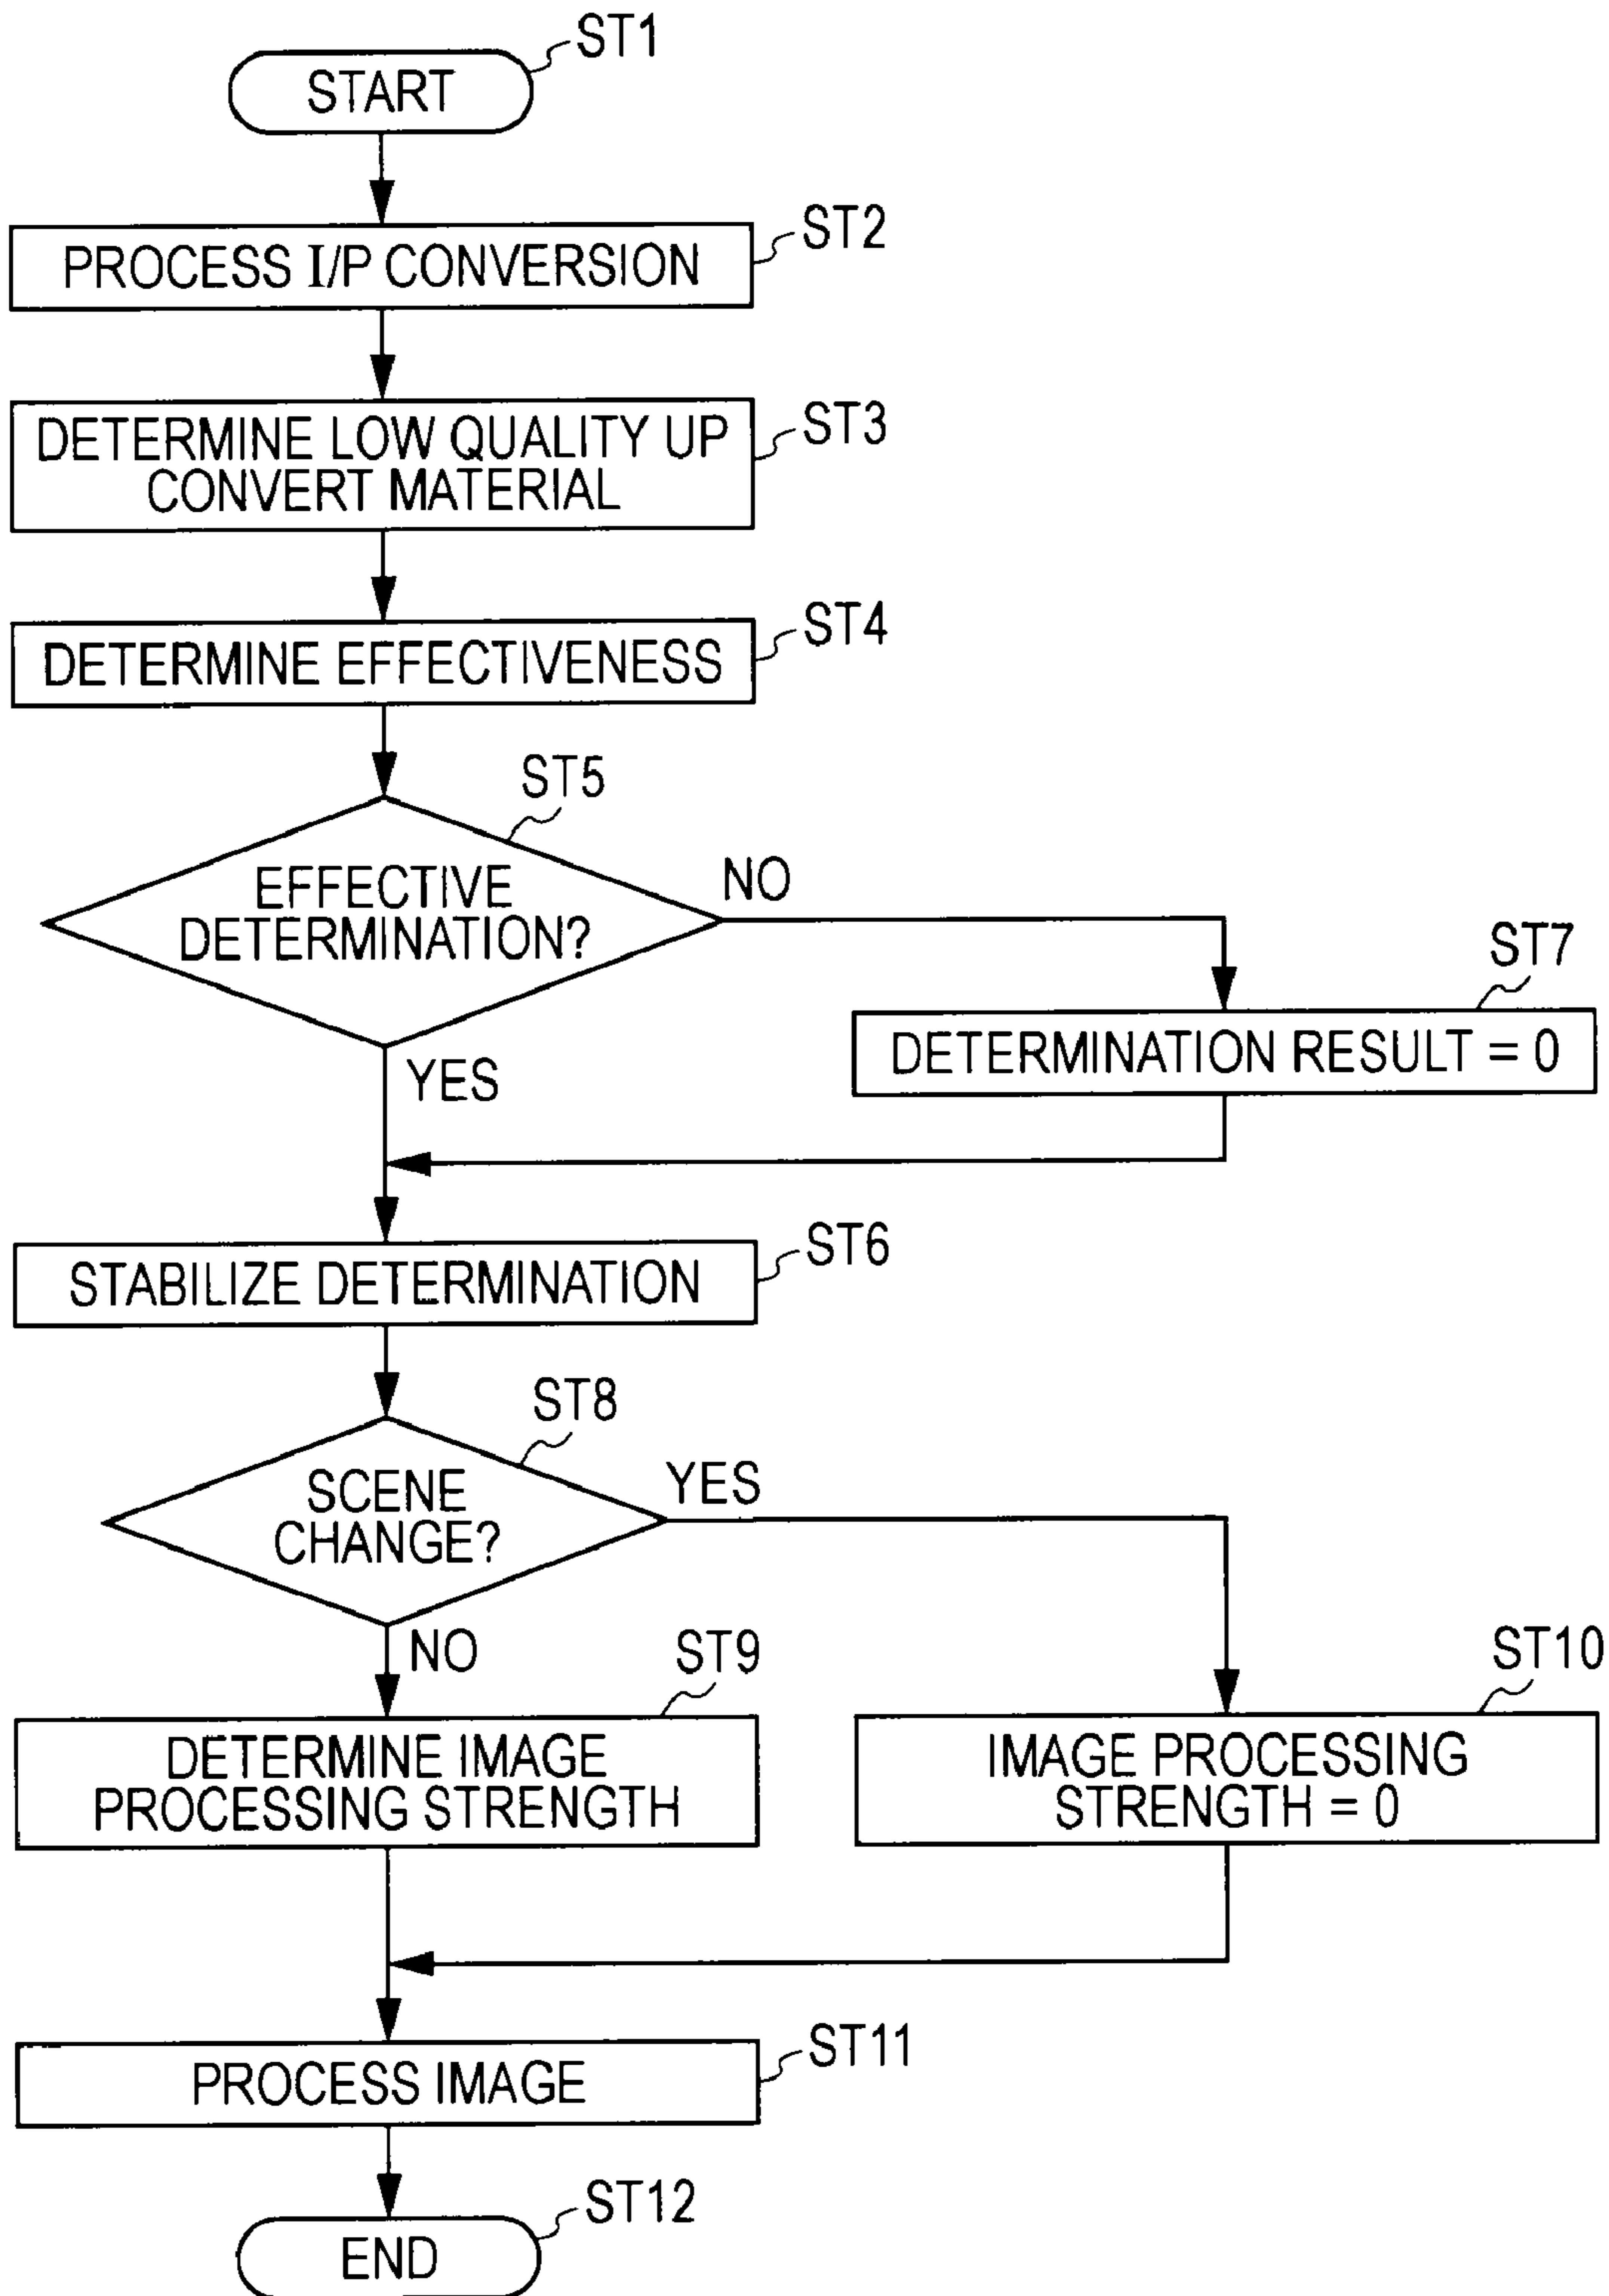 ST1
START
ST2
PROCESS I/P CONVERSION
ST3
DETERMINE LOW QUALITY UP
CONVERT MATERIAL
ST4
DETERMINE EFFECTIVENESS
ST5
EFFECTIVE
DETERMINATION?
NO
ST7
DETERMINATION RESULT = 0
YES
ST6
STABILIZE DETERMINATION
ST8
SCENE
CHANGE?
YES
NO
ST9
DETERMINE IMAGE
PROCESSING STRENGTH
ST10
IMAGE PROCESSING
STRENGTH = 0
ST11
PROCESS IMAGE
ST12
END